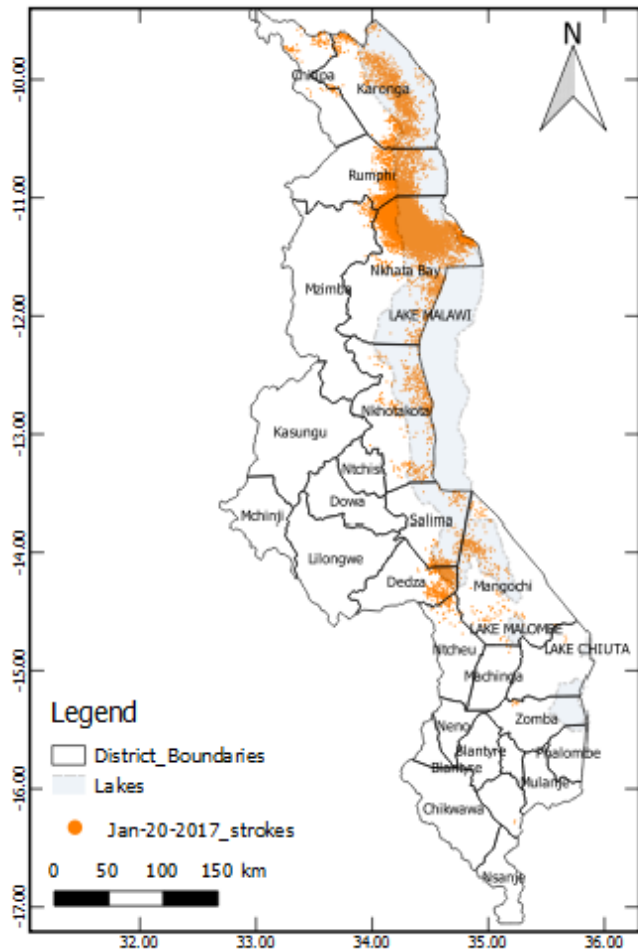 N
-10.00
-11.00
-12.00
-13.00
-14.00
-15.00
-16.00
-17.00
Chitipa
Karonga
Rumphi
Nkhata Bay
Mzimba
LAKE MALAWI
Nkhotakota
Kasungu
Ntchisi
Dowa
Mchinji
Salima
Lilongwe
Dedza
Mangochi
LAKE MALOMBE
Ntcheu
LAKE CHIUTA
Machinga
Zomba
Neno
Blantyre
Phalombe
Blantyre
Mulanje
Chikwawa
Nsanje
Legend
District_Boundaries
Lakes
Jan-20-2017_strokes
0 50 100 150 km
32.00 33.00 34.00 35.00 36.00